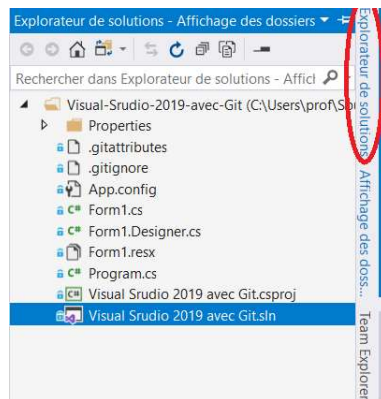 Explorateur de solutions - Affichage des dossiers
Rechercher dans Explorateur de solutions - Affich
Visual-Srudio-2019-avec-Git (C:\Users\prof\So
Properties
.gitattributes
.gitignore
App.config
C# Form1.cs
C# Form1.Designer.cs
Form1.resx
C# Program.cs
C# Visual Srudio 2019 avec Git.csproj
Visual Srudio 2019 avec Git.sln
Explorateur de solutions - Affichage des doss...
Team Explorer